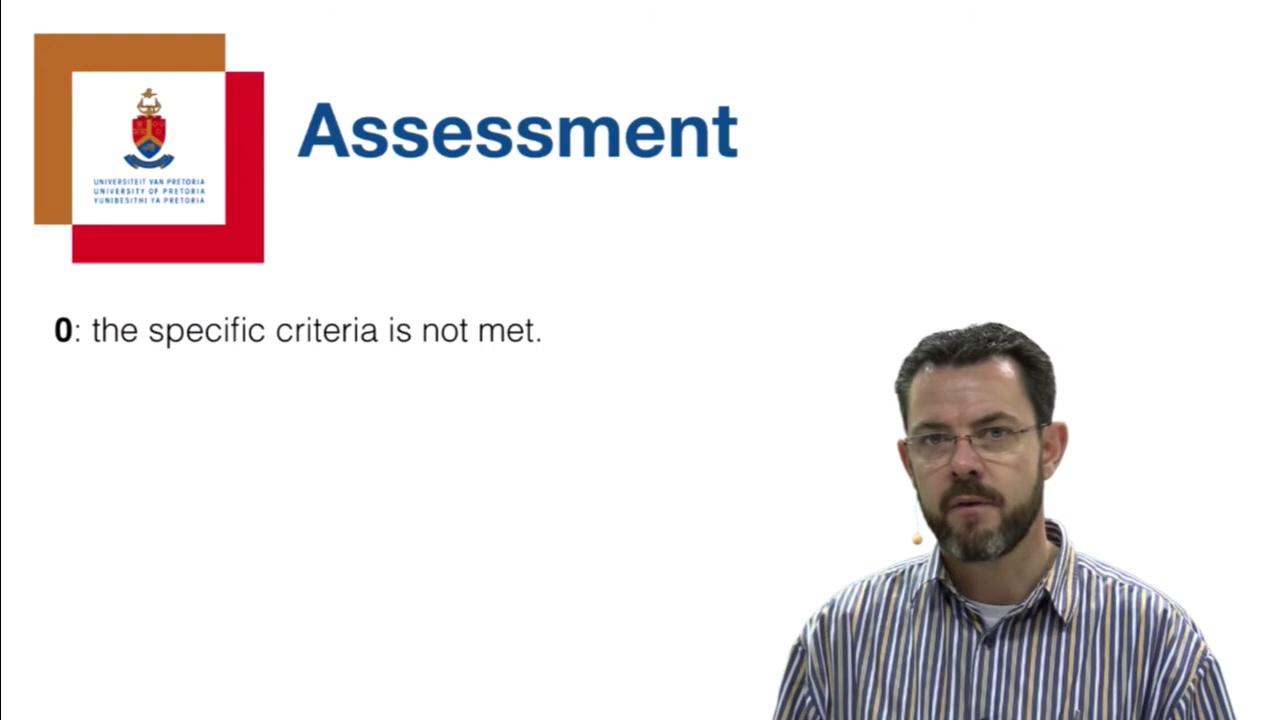 UNIVERSITEIT VAN PRETORIA
UNIVERSITY OF PRETORIA
YUNIBESITHI YA PRETORIA
Assessment
0: the specific criteria is not met.